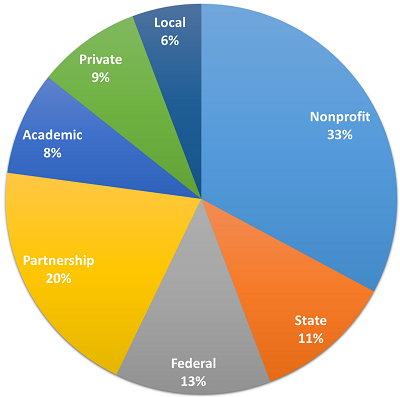 Local
6%
Private
9%
Nonprofit
33%
Academic
8%
Partnership
20%
State
11%
Federal
13%